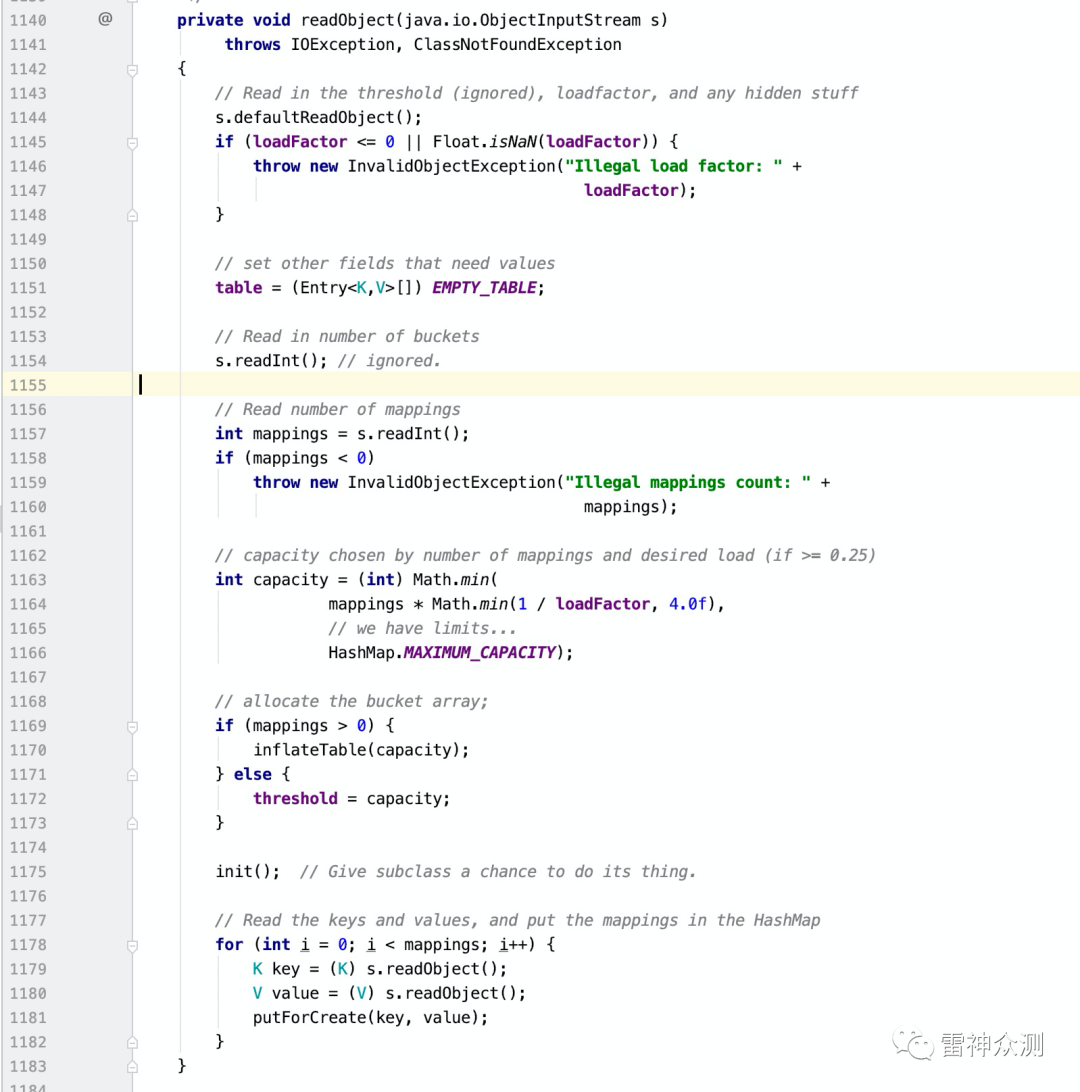 1140 @ private void readObject(java.io.ObjectInputStream s)
1141 throws IOException, ClassNotFoundException
1142 {
1143 // Read in the threshold (ignored), loadfactor, and any hidden stuff
1144 s.defaultReadObject();
1145 if (loadFactor <= 0 || Float.isNaN(loadFactor)) {
1146 throw new InvalidObjectException("Illegal load factor: " +
1147 loadFactor);
1148 }
1149
1150 // set other fields that need values
1151 table = (Entry<K,V>[]) EMPTY_TABLE;
1152
1153 // Read in number of buckets
1154 s.readInt(); // ignored.
1155
1156 // Read number of mappings
1157 int mappings = s.readInt();
1158 if (mappings < 0)
1159 throw new InvalidObjectException("Illegal mappings count: " +
1160 mappings);
1161
1162 // capacity chosen by number of mappings and desired load (if >= 0.25)
1163 int capacity = (int) Math.min(
1164 mappings * Math.min(1 / loadFactor, 4.0f),
1165 // we have limits...
1166 HashMap.MAXIMUM_CAPACITY);
1167
1168 // allocate the bucket array;
1169 if (mappings > 0) {
1170 inflateTable(capacity);
1171 } else {
1172 threshold = capacity;
1173 }
1174
1175 init();  // Give subclass a chance to do its thing.
1176
1177 // Read the keys and values, and put the mappings in the HashMap
1178 for (int i = 0; i < mappings; i++) {
1179 K key = (K) s.readObject();
1180 V value = (V) s.readObject();
1181 putForCreate(key, value);
1182 }
1183 }
雷神众测